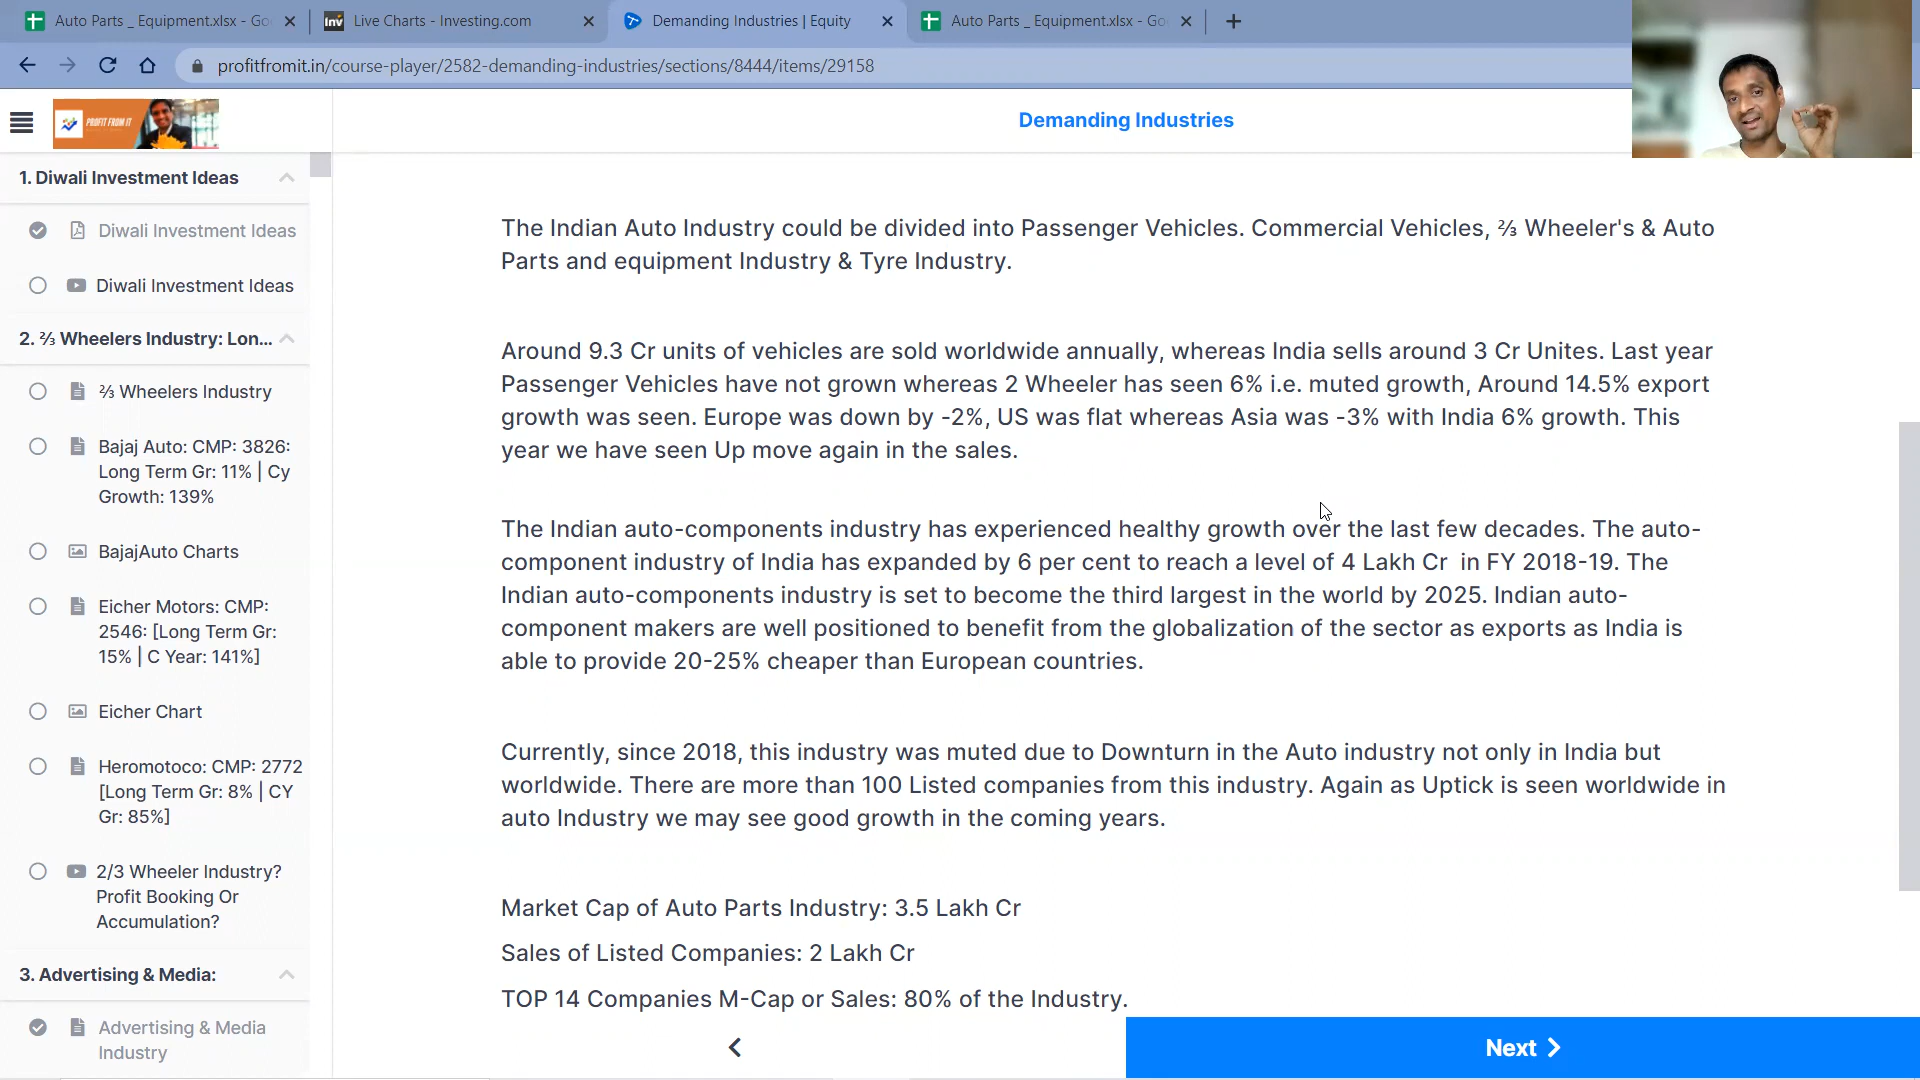 Auto Parts _ Equipment.xlsx - Go
Live Charts - Investing.com
Demanding Industries | Equity
Auto Parts _ Equipment.xlsx - Go
profitfromit.in/course-player/2582-demanding-industries/sections/8444/items/29158
PROFIT FROM IT
Demanding Industries
1. Diwali Investment Ideas
Diwali Investment Ideas
Diwali Investment Ideas
2. ⅔ Wheelers Industry: Lon...
⅔ Wheelers Industry
Bajaj Auto: CMP: 3826:
Long Term Gr: 11% | Cy
Growth: 139%
BajajAuto Charts
Eicher Motors: CMP:
2546: [Long Term Gr:
15% | C Year: 141%]
Eicher Chart
Heromotoco: CMP: 2772
[Long Term Gr: 8% | CY
Gr: 85%]
2/3 Wheeler Industry?
Profit Booking Or
Accumulation?
3. Advertising & Media:
Advertising & Media
Industry
The Indian Auto Industry could be divided into Passenger Vehicles. Commercial Vehicles, ⅔ Wheeler's & Auto
Parts and equipment Industry & Tyre Industry.
Around 9.3 Cr units of vehicles are sold worldwide annually, whereas India sells around 3 Cr Unites. Last year
Passenger Vehicles have not grown whereas 2 Wheeler has seen 6% i.e. muted growth, Around 14.5% export
growth was seen. Europe was down by -2%, US was flat whereas Asia was -3% with India 6% growth. This
year we have seen Up move again in the sales.
The Indian auto-components industry has experienced healthy growth over the last few decades. The auto-
component industry of India has expanded by 6 per cent to reach a level of 4 Lakh Cr in FY 2018-19. The
Indian auto-components industry is set to become the third largest in the world by 2025. Indian auto-
component makers are well positioned to benefit from the globalization of the sector as exports as India is
able to provide 20-25% cheaper than European countries.
Currently, since 2018, this industry was muted due to Downturn in the Auto industry not only in India but
worldwide. There are more than 100 Listed companies from this industry. Again as Uptick is seen worldwide in
auto Industry we may see good growth in the coming years.
Market Cap of Auto Parts Industry: 3.5 Lakh Cr
Sales of Listed Companies: 2 Lakh Cr
TOP 14 Companies M-Cap or Sales: 80% of the Industry.
Next